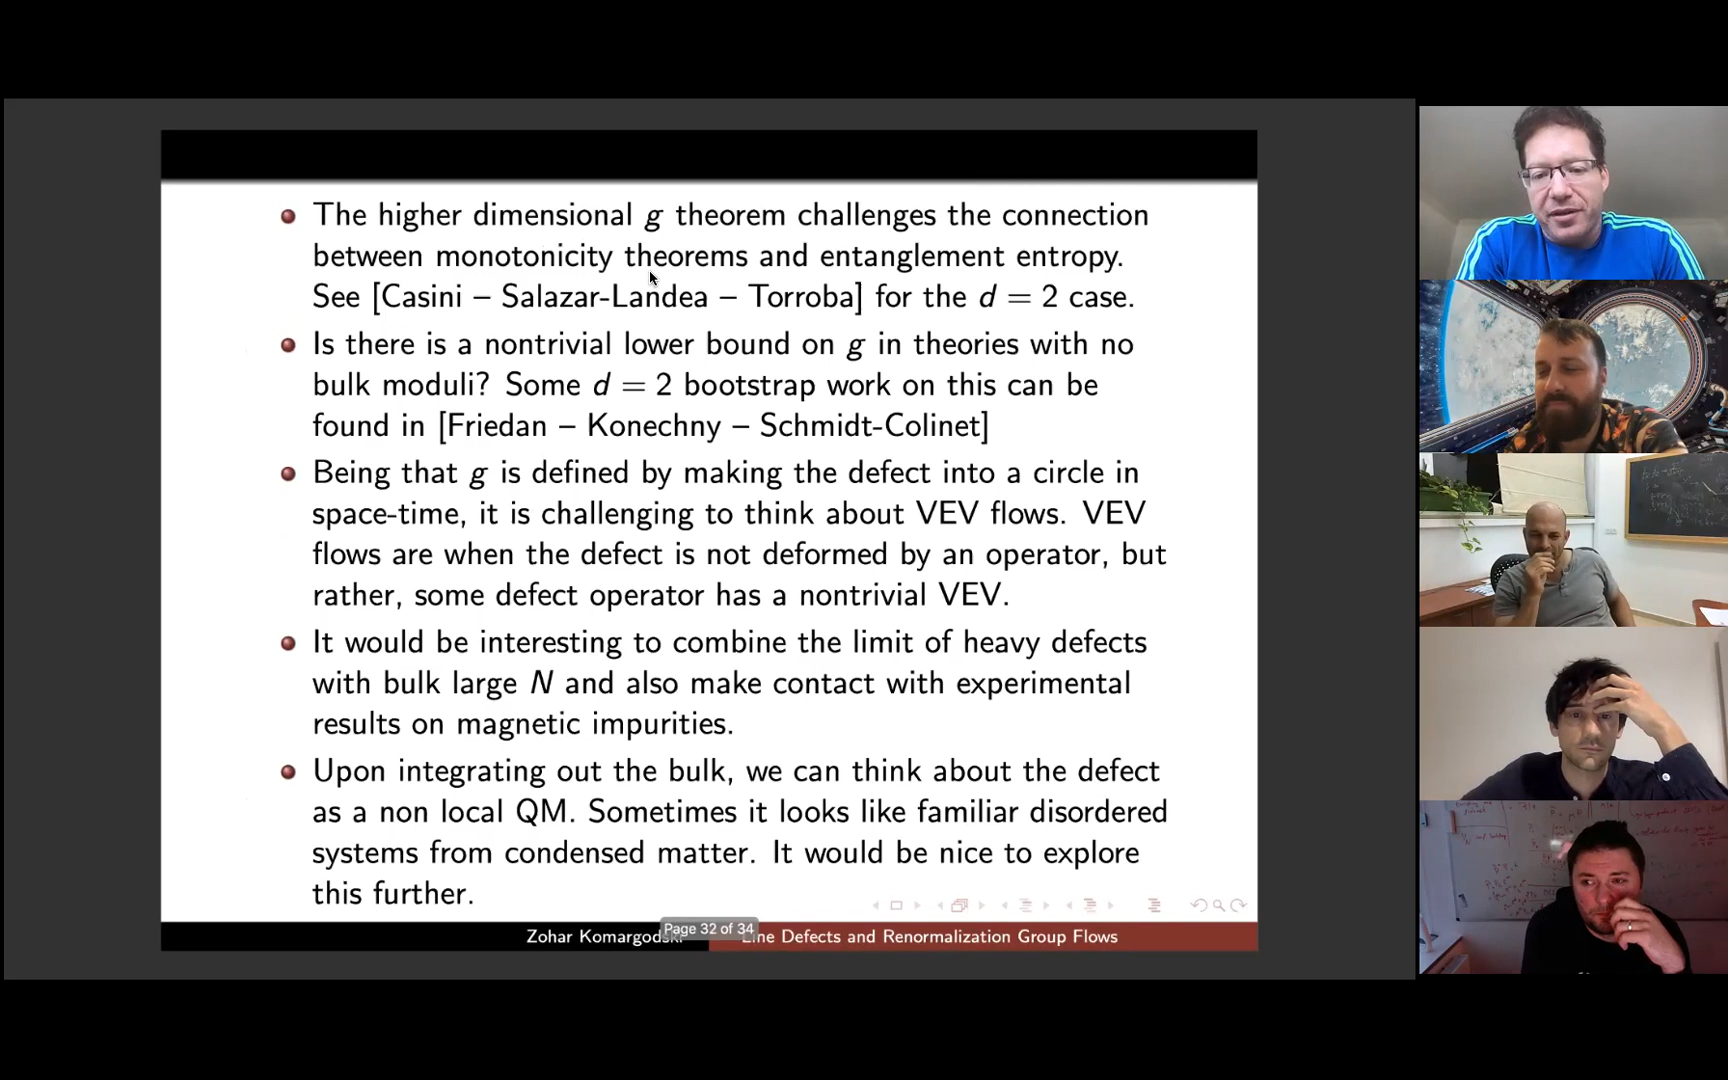 The higher dimensional g theorem challenges the connection
between monotonicity theorems and entanglement entropy.
See [Casini – Salazar-Landea – Torroba] for the d = 2 case.
Is there is a nontrivial lower bound on g in theories with no
bulk moduli? Some d = 2 bootstrap work on this can be
found in [Friedan – Konechny – Schmidt-Colinet]
Being that g is defined by making the defect into a circle in
space-time, it is challenging to think about VEV flows. VEV
flows are when the defect is not deformed by an operator, but
rather, some defect operator has a nontrivial VEV.
It would be interesting to combine the limit of heavy defects
with bulk large N and also make contact with experimental
results on magnetic impurities.
Upon integrating out the bulk, we can think about the defect
as a non local QM. Sometimes it looks like familiar disordered
systems from condensed matter. It would be nice to explore
this further.
Page 32 of 34
Zohar Komargodski
Line Defects and Renormalization Group Flows